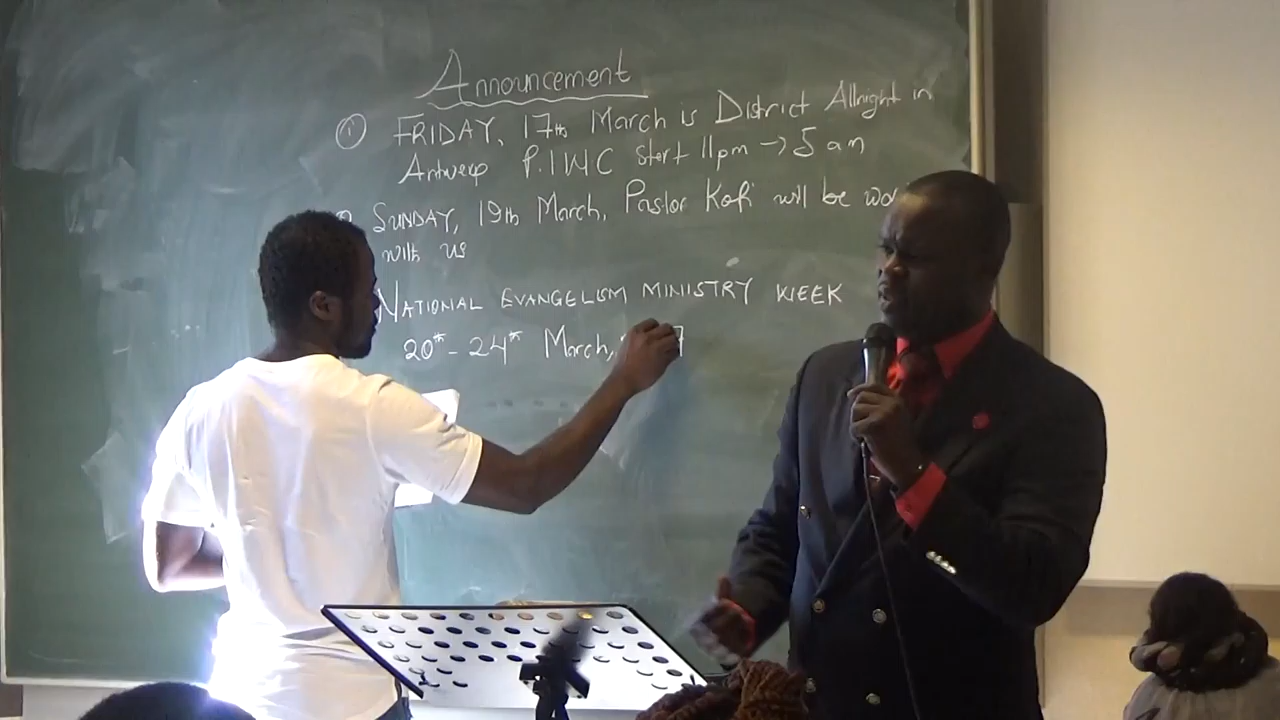 Announcement
① FRIDAY, 17th March is District Allnight in
Antwerp P.IWC start 11pm → 5 am
SUNDAY, 19th March, Pastor Kofi will be
with us
NATIONAL EVANGELISM MINISTRY WEEK
20th - 24th March,